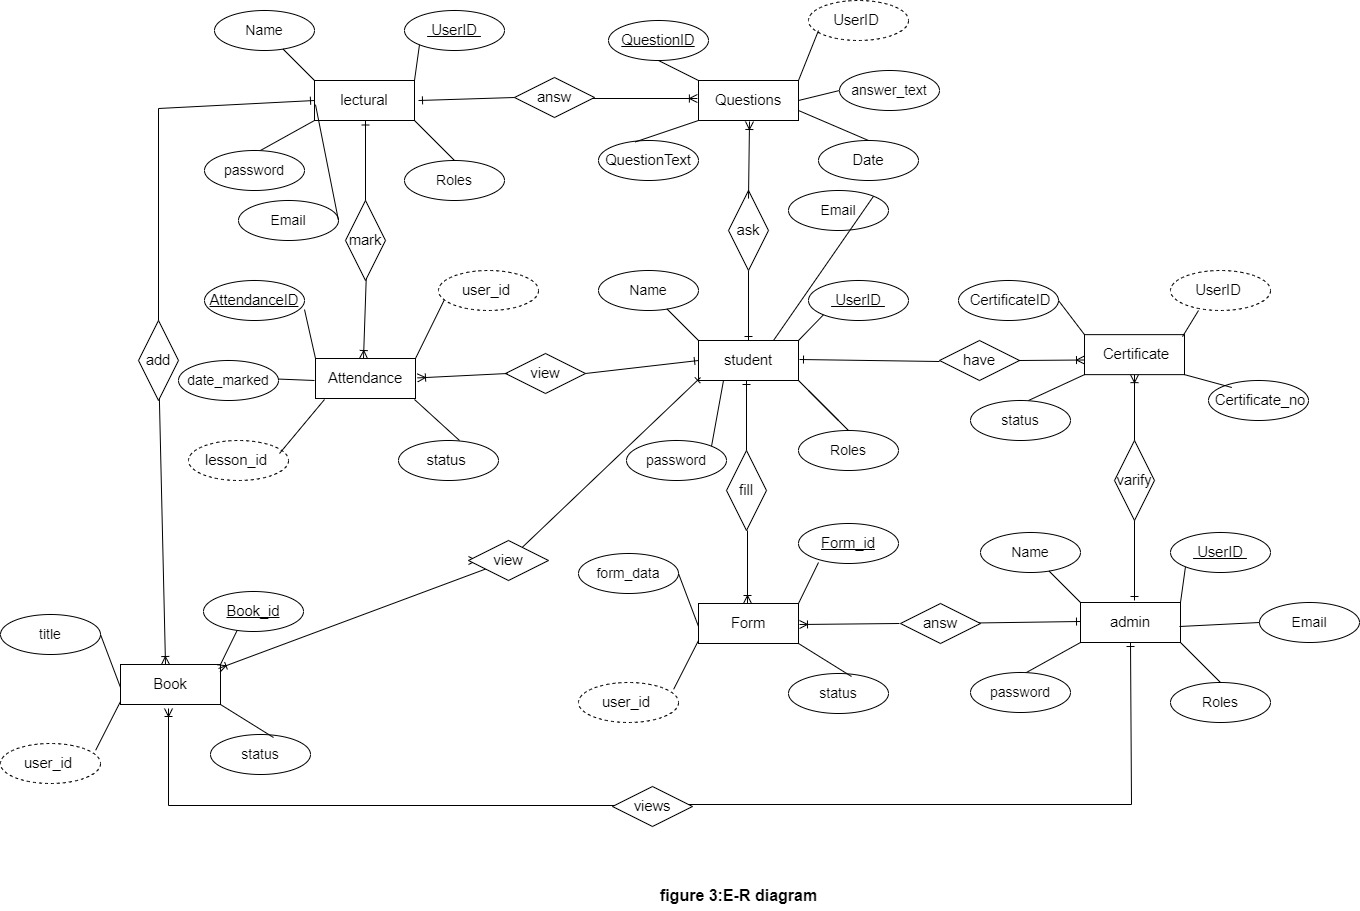 UserID
Name
UserID
QuestionID
answer_text
answ
lectural
Questions
QuestionText
Date
password
Roles
Email
Email
ask
mark
user_id
Name
UserID
CertificateID
UserID
AttendanceID
add
view
student
have
Certificate
date_marked
Attendance
Certificate_no
status
lesson_id
status
password
Roles
fill
varify
Form_id
Name
UserID
view
form_data
Book_id
title
Form
answ
admin
Email
Book
user_id
status
password
Roles
status
user_id
views
figure 3:E-R diagram